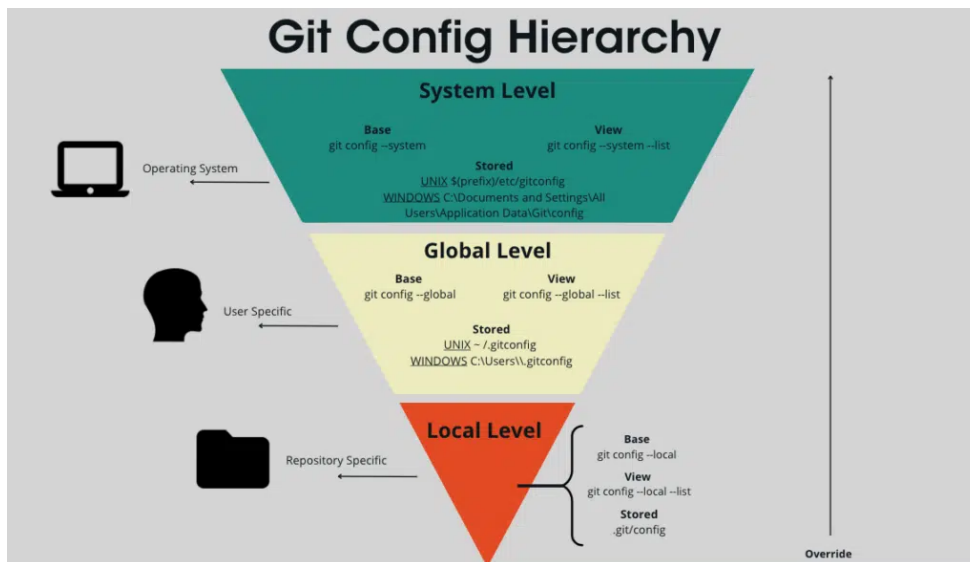 Git Config Hierarchy
System Level
Base
git config --system
View
git config --system --list
Stored
UNIX $(prefix)/etc/gitconfig
WINDOWS C:\Documents and Settings\All
Users\Application Data\Git\config
Operating System
Global Level
Base
git config --global
View
git config --global --list
Stored
UNIX ~ /.gitconfig
WINDOWS C:\Users\\.gitconfig
User Specific
Local Level
Base
git config --local
View
git config --local --list
Stored
.git/config
Repository Specific
Override